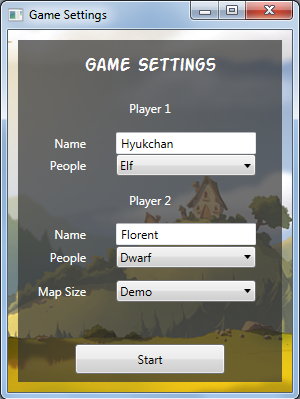 Game Settings
GAME SETTINGS
Player 1
Name Hyukchan
People Elf
Player 2
Name Florent
People Dwarf
Map Size Demo
Start